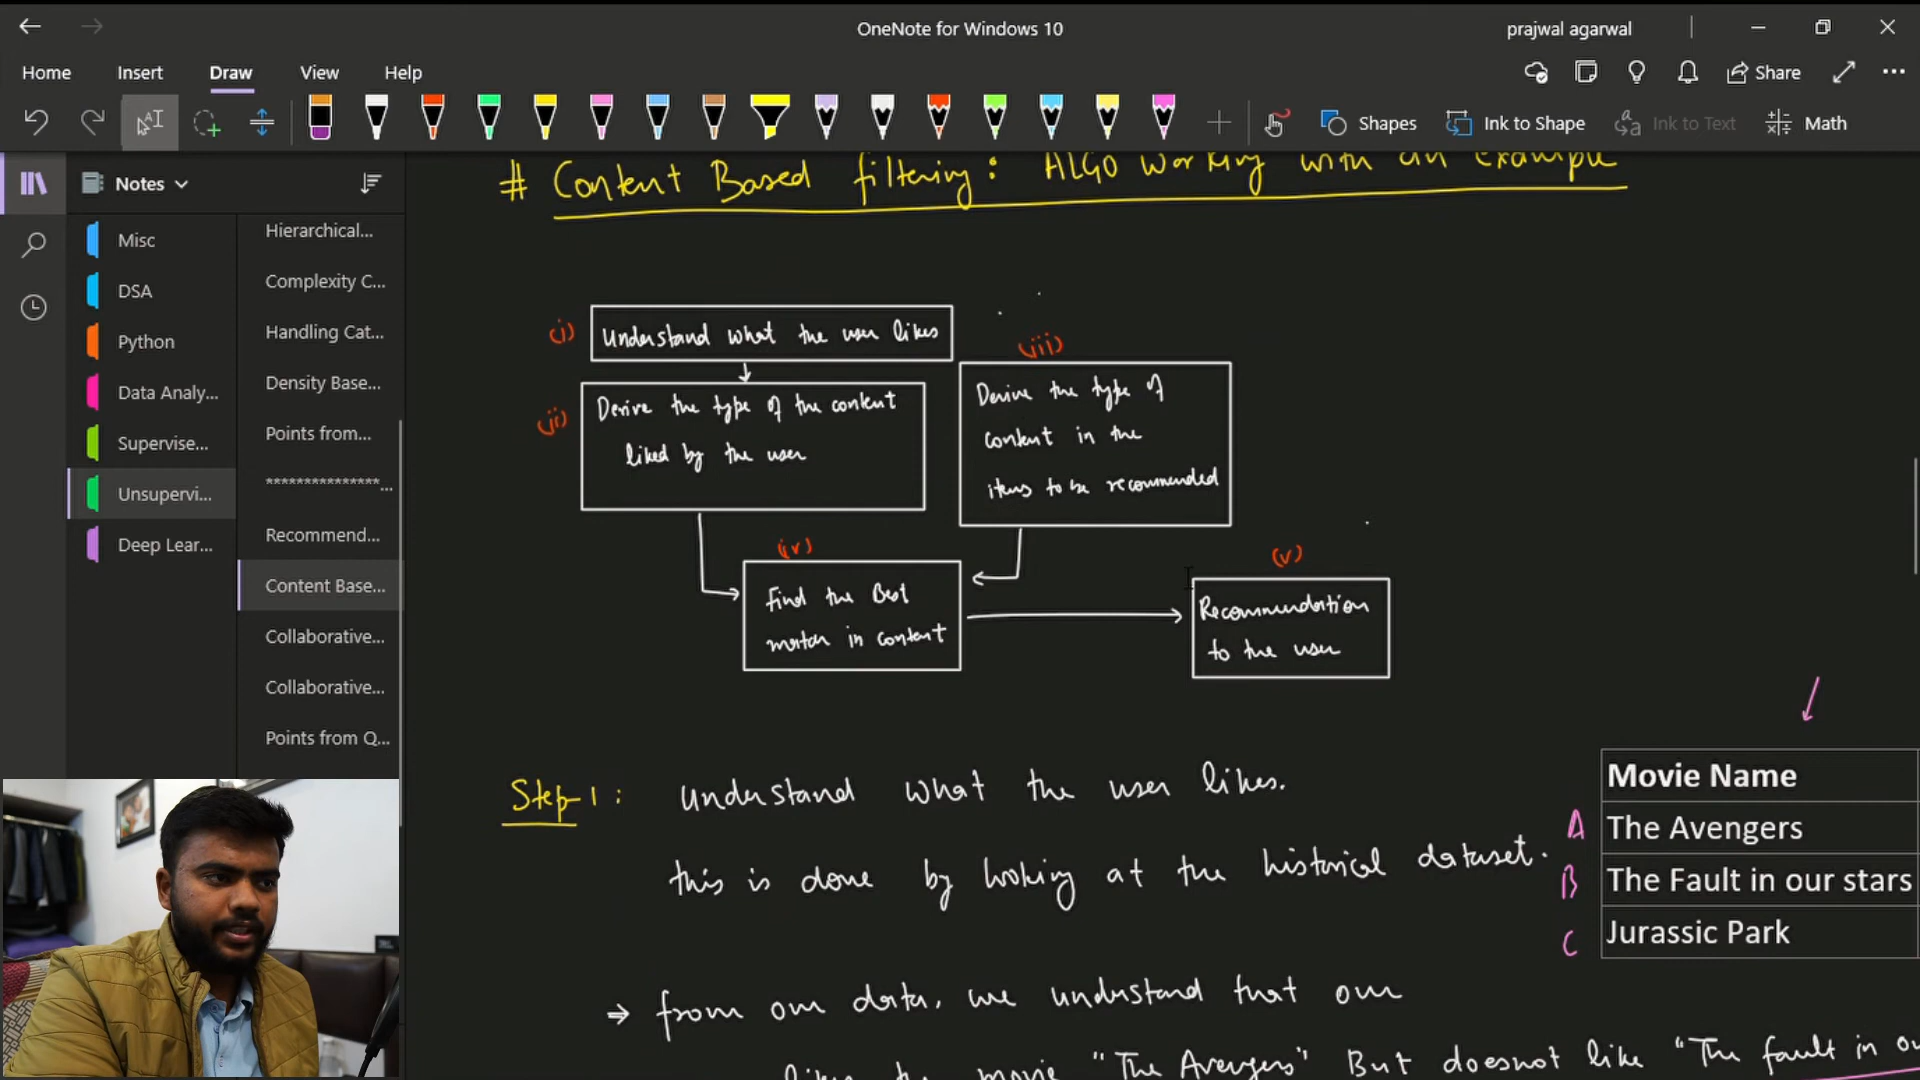 OneNote for Windows 10
prajwal agarwal
Home Insert Draw View Help
Share
Shapes Ink to Shape Ink to Text Math
Notes
Misc
DSA
Python
Data Analy...
Supervise...
Unsupervi...
Deep Lear...
Hierarchical...
Complexity C...
Handling Cat...
Density Base...
Points from...
***************...
Recommend...
Content Base...
Collaborative...
Collaborative...
Points from Q...
# Content Based filtering: ALGO working with an example
(i) Understand what the user likes
(ii) Derive the type of the content
liked by the user
(iii)
Derive the type of
content in the
items to be recommended
(iv)
find the Best
match in content
(v)
Recommendation
to the user
Step-1: Understand what the user likes.
this is done by looking at the historical dataset.
Movie Name
A The Avengers
B The Fault in our stars
C Jurassic Park
⇒ from our data, we understand that our
likes the movie "The Avengers" But doesnot like "The fault in ou